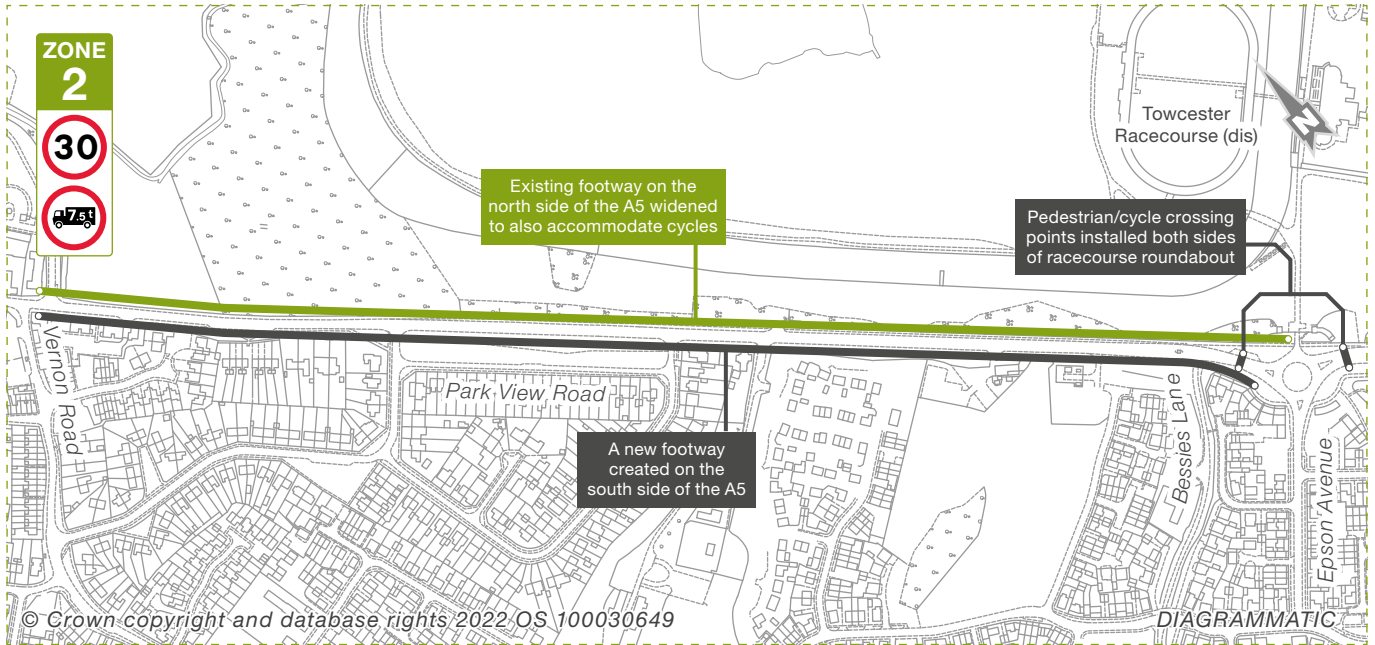 ZONE
2
30
7.5t
Towcester
Racecourse (dis)
N
Existing footway on the
north side of the A5 widened
to also accommodate cycles
Pedestrian/cycle crossing
points installed both sides
of racecourse roundabout
Vernon Road
Park View Road
A new footway
created on the
south side of the A5
Bessies Lane
Epson Avenue
© Crown copyright and database rights 2022 OS 100030649
DIAGRAMMATIC